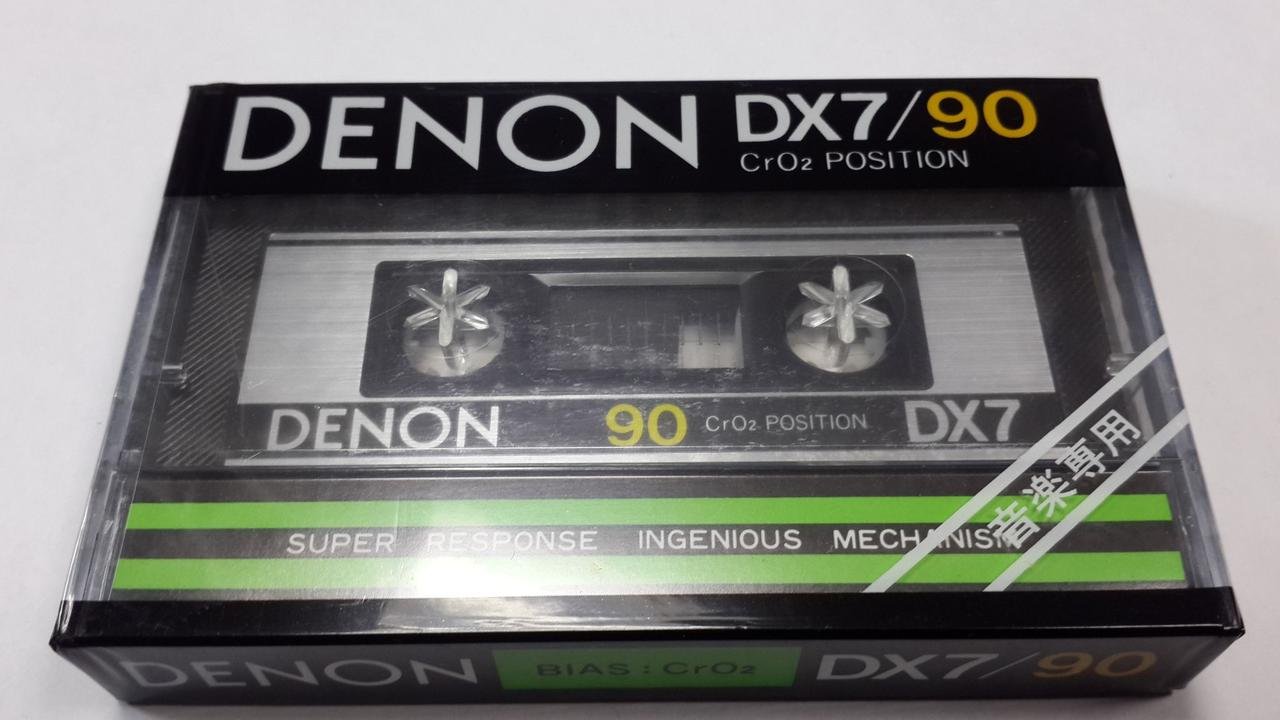 DENON DX7/90
CrO₂ POSITION
DENON 90 CrO₂ POSITION DX7
音楽専用
SUPER RESPONSE INGENIOUS MECHANISM
DENON BIAS : CrO₂ DX7/90